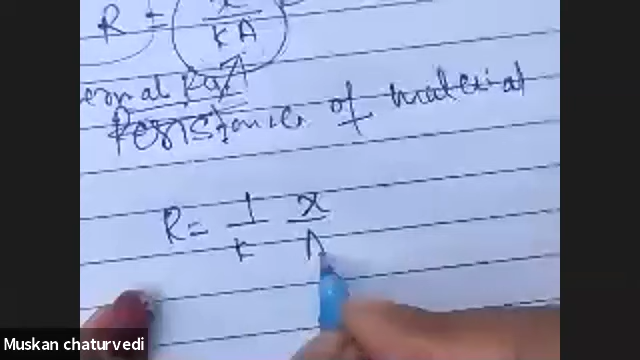 R = x / KA
Resistance of material
R = 1/K x/A
Muskan chaturvedi